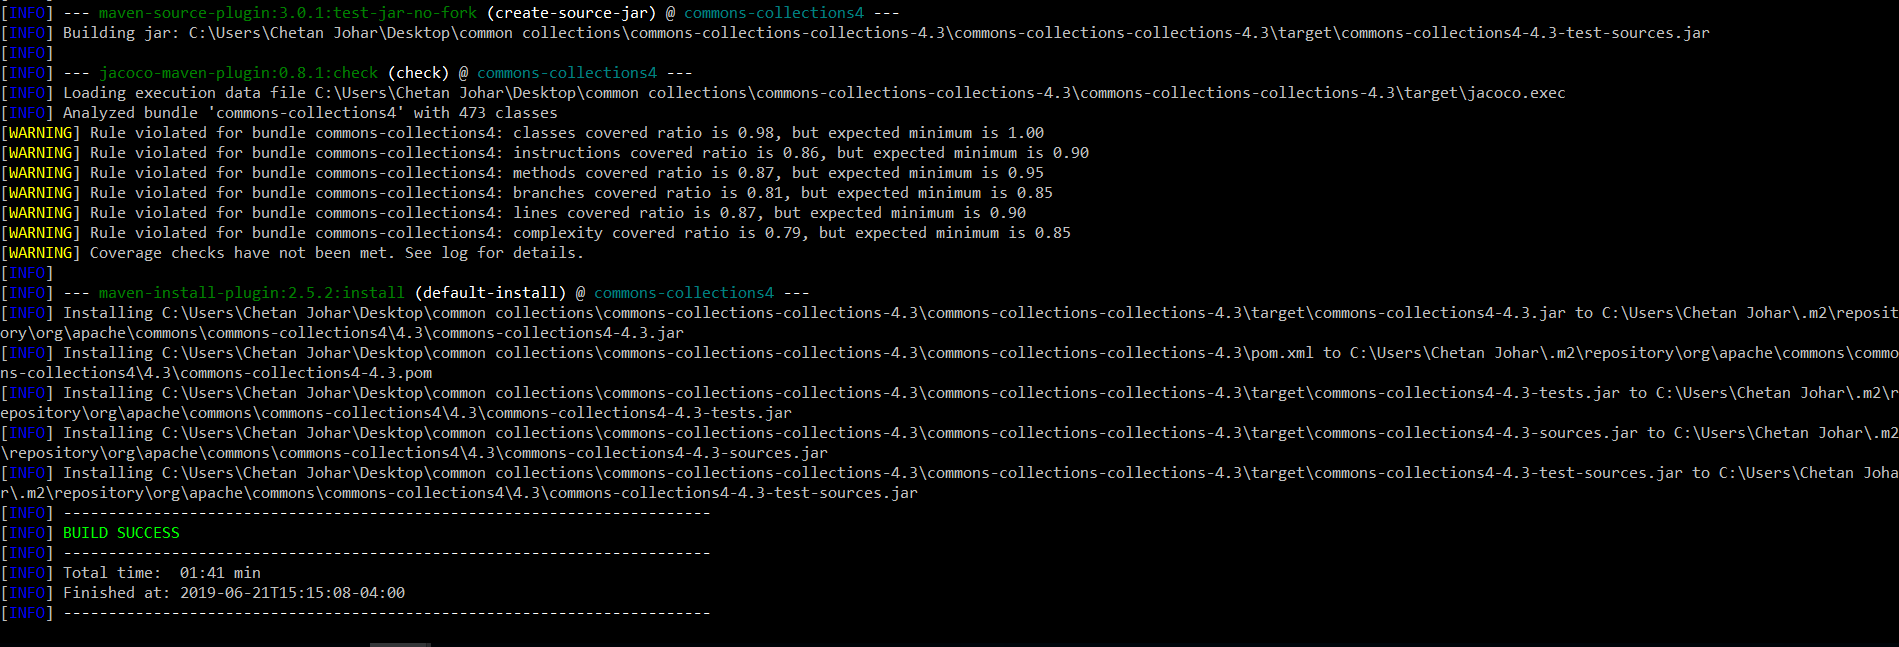 [INFO] --- maven-source-plugin:3.0.1:test-jar-no-fork (create-source-jar) @ commons-collections4 ---
[INFO] Building jar: C:\Users\Chetan Johar\Desktop\common collections\commons-collections-collections-4.3\commons-collections-collections-4.3\target\commons-collections4-4.3-test-sources.jar
[INFO]
[INFO] --- jacoco-maven-plugin:0.8.1:check (check) @ commons-collections4 ---
[INFO] Loading execution data file C:\Users\Chetan Johar\Desktop\common collections\commons-collections-collections-4.3\commons-collections-collections-4.3\target\jacoco.exec
[INFO] Analyzed bundle 'commons-collections4' with 473 classes
[WARNING] Rule violated for bundle commons-collections4: classes covered ratio is 0.98, but expected minimum is 1.00
[WARNING] Rule violated for bundle commons-collections4: instructions covered ratio is 0.86, but expected minimum is 0.90
[WARNING] Rule violated for bundle commons-collections4: methods covered ratio is 0.87, but expected minimum is 0.95
[WARNING] Rule violated for bundle commons-collections4: branches covered ratio is 0.81, but expected minimum is 0.85
[WARNING] Rule violated for bundle commons-collections4: lines covered ratio is 0.87, but expected minimum is 0.90
[WARNING] Rule violated for bundle commons-collections4: complexity covered ratio is 0.79, but expected minimum is 0.85
[WARNING] Coverage checks have not been met. See log for details.
[INFO]
[INFO] --- maven-install-plugin:2.5.2:install (default-install) @ commons-collections4 ---
[INFO] Installing C:\Users\Chetan Johar\Desktop\common collections\commons-collections-collections-4.3\commons-collections-collections-4.3\target\commons-collections4-4.3.jar to C:\Users\Chetan Johar\.m2\reposit
ory\org\apache\commons\commons-collections4\4.3\commons-collections4-4.3.jar
[INFO] Installing C:\Users\Chetan Johar\Desktop\common collections\commons-collections-collections-4.3\commons-collections-collections-4.3\pom.xml to C:\Users\Chetan Johar\.m2\repository\org\apache\commons\commo
ns-collections4\4.3\commons-collections4-4.3.pom
[INFO] Installing C:\Users\Chetan Johar\Desktop\common collections\commons-collections-collections-4.3\commons-collections-collections-4.3\target\commons-collections4-4.3-tests.jar to C:\Users\Chetan Johar\.m2\r
epository\org\apache\commons\commons-collections4\4.3\commons-collections4-4.3-tests.jar
[INFO] Installing C:\Users\Chetan Johar\Desktop\common collections\commons-collections-collections-4.3\commons-collections-collections-4.3\target\commons-collections4-4.3-sources.jar to C:\Users\Chetan Johar\.m2
\repository\org\apache\commons\commons-collections4\4.3\commons-collections4-4.3-sources.jar
[INFO] Installing C:\Users\Chetan Johar\Desktop\common collections\commons-collections-collections-4.3\commons-collections-collections-4.3\target\commons-collections4-4.3-test-sources.jar to C:\Users\Chetan Joha
r\.m2\repository\org\apache\commons\commons-collections4\4.3\commons-collections4-4.3-test-sources.jar
[INFO] ------------------------------------------------------------------------
[INFO] BUILD SUCCESS
[INFO] ------------------------------------------------------------------------
[INFO] Total time:  01:41 min
[INFO] Finished at: 2019-06-21T15:15:08-04:00
[INFO] ------------------------------------------------------------------------